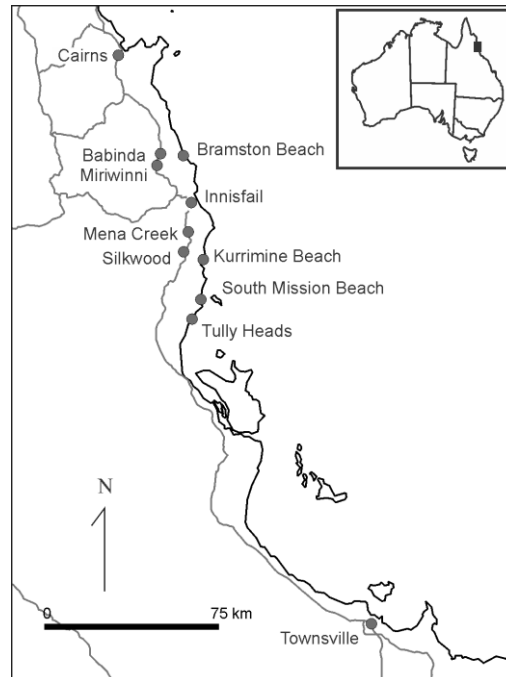 Cairns
Babinda
Bramston Beach
Miriwinni
Innisfail
Mena Creek
Silkwood
Kurrimine Beach
South Mission Beach
Tully Heads
N
0 75 km
Townsville